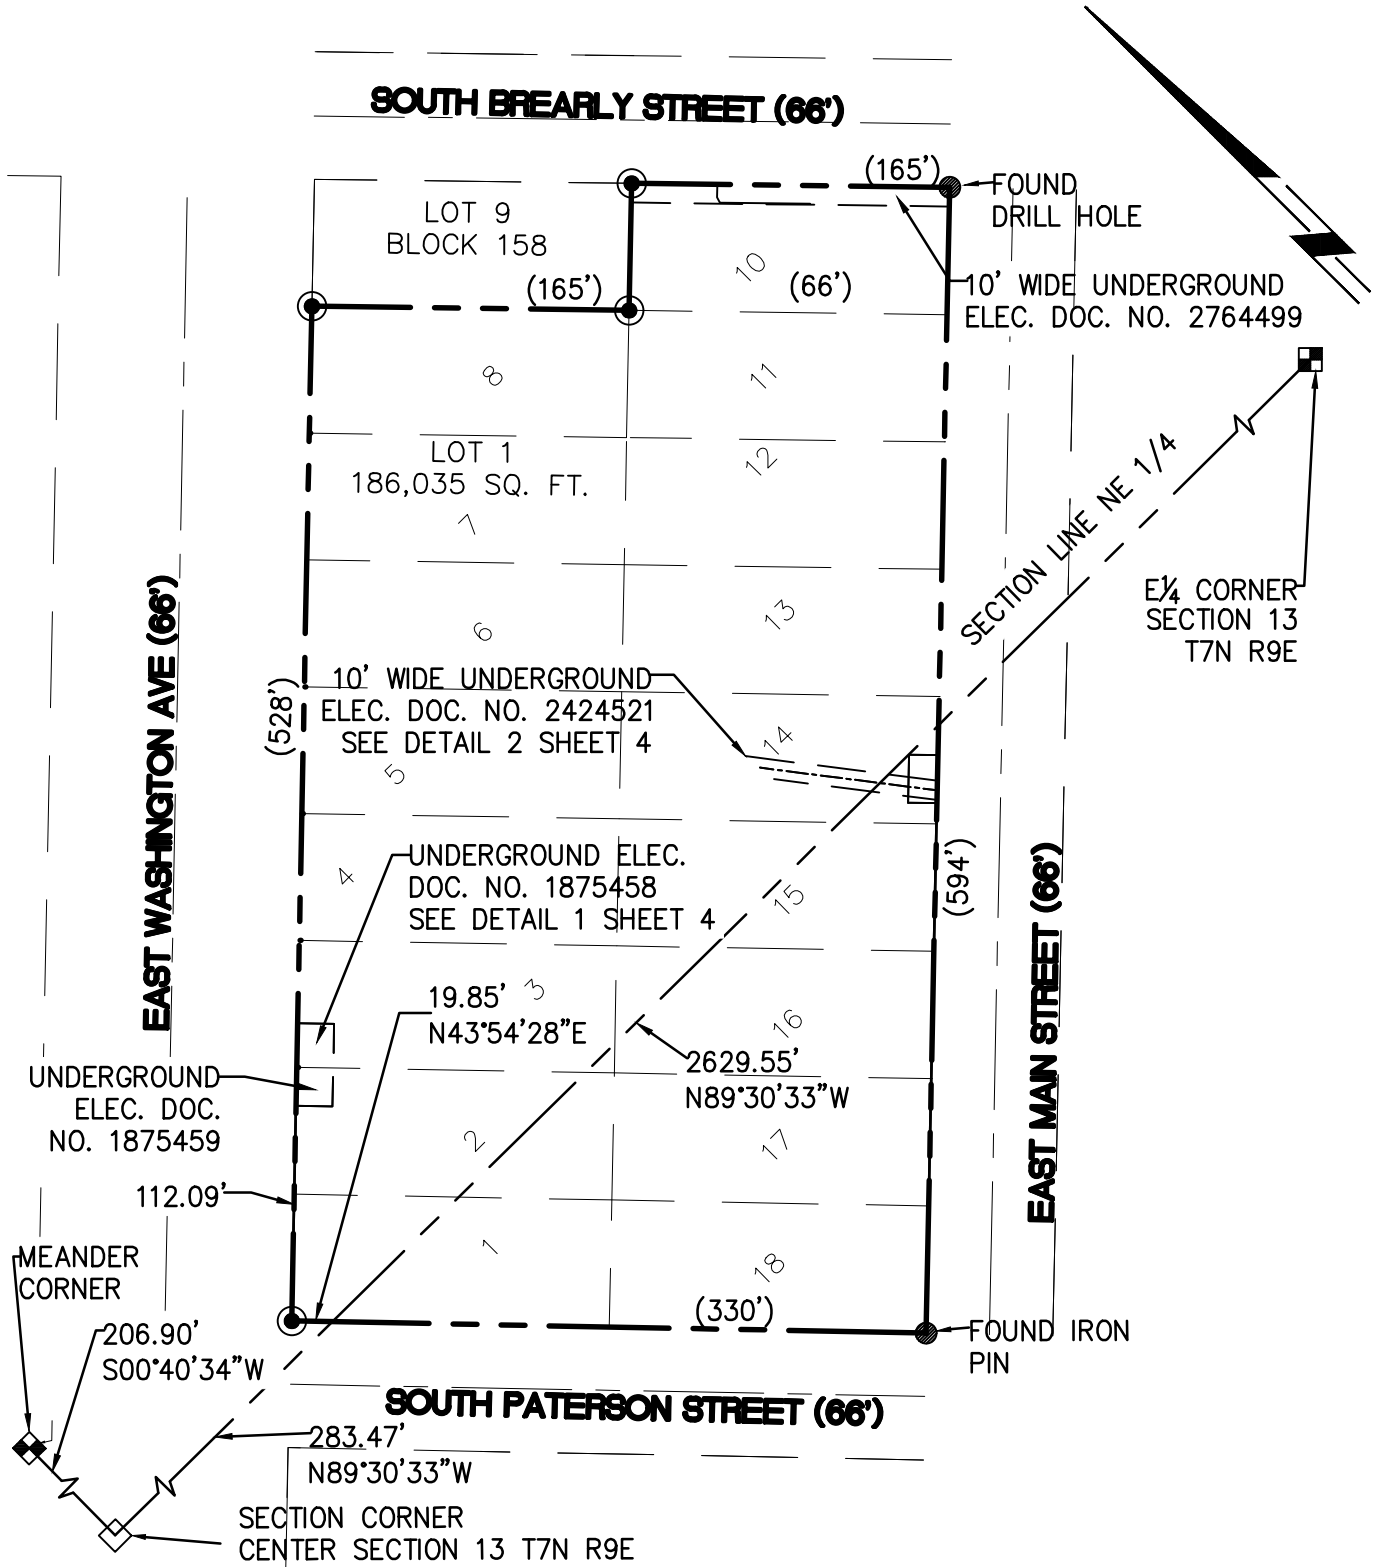 SOUTH BREARLY STREET (66')
(165')
FOUND
DRILL HOLE
LOT 9
BLOCK 158
10
(66')
(165')
10' WIDE UNDERGROUND
ELEC. DOC. NO. 2764499
8
11
LOT 1
186,035 SQ. FT.
12
SECTION LINE NE 1/4
7
E¼ CORNER
SECTION 13
T7N R9E
6
13
EAST WASHINGTON AVE (66')
(528')
10' WIDE UNDERGROUND
ELEC. DOC. NO. 2424521
SEE DETAIL 2 SHEET 4
14
5
UNDERGROUND ELEC.
DOC. NO. 1875458
SEE DETAIL 1 SHEET 4
4
15
(594')
EAST MAIN STREET (66')
3
19.85'
N43°54'28"E
16
2629.55'
N89°30'33"W
UNDERGROUND
ELEC. DOC.
NO. 1875459
2
17
112.09'
1
18
MEANDER
CORNER
(330')
206.90'
S00°40'34"W
FOUND IRON
PIN
SOUTH PATERSON STREET (66')
283.47'
N89°30'33"W
SECTION CORNER
CENTER SECTION 13 T7N R9E